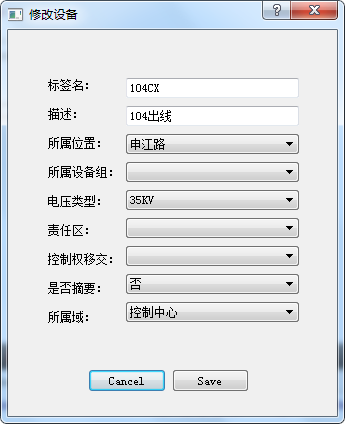 修改设备
标签名： 104CX
描述： 104出线
所属位置： 申江路
所属设备组：
电压类型： 35KV
责任区：
控制权移交：
是否摘要： 否
所属域： 控制中心
Cancel Save